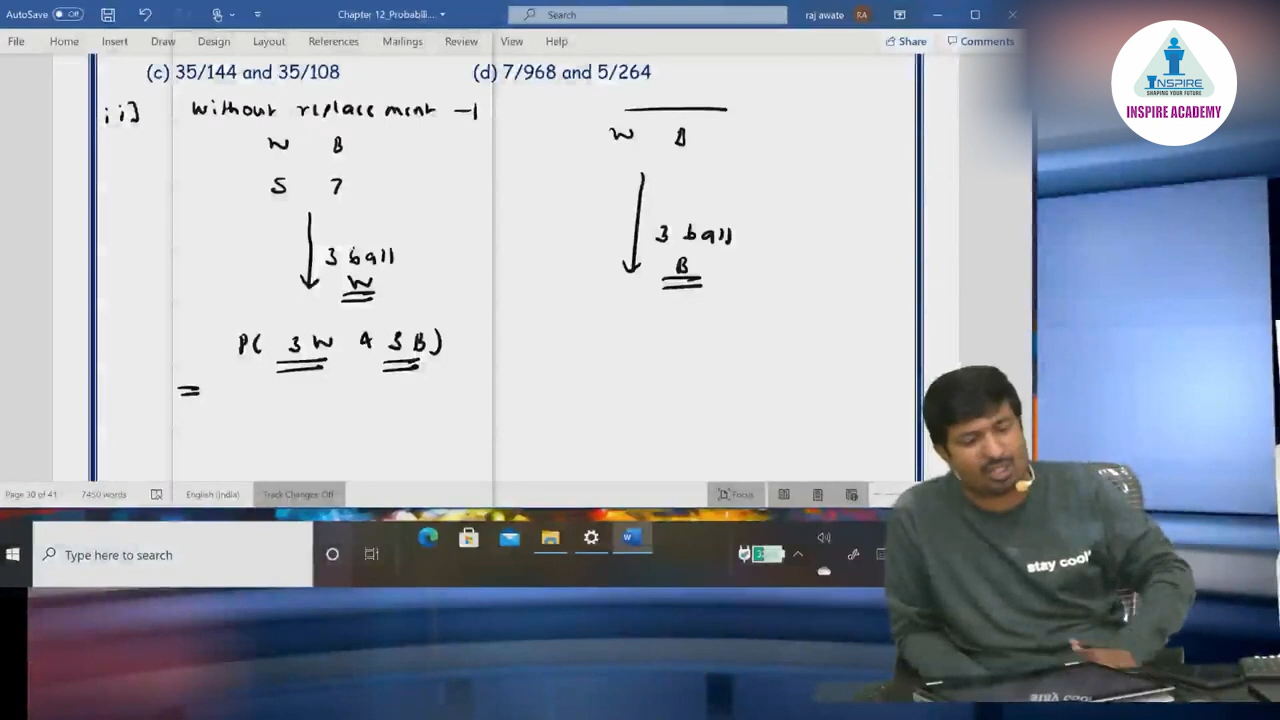 AutoSave Off Chapter 12_Probabili... Search raj awate RA
File Home Insert Draw Design Layout References Mailings Review View Help Share Comments
(c) 35/144 and 35/108 (d) 7/968 and 5/264
ii] without replacement -1
W B W B
5 7
3 ball 3 ball
W B
P( 3 W & 3 B)
=
INSPIRE
SHAPING YOUR FUTURE
INSPIRE ACADEMY
stay cool'
Page 30 of 41 7450 words English (India) Track Changes: Off Focus
Type here to search